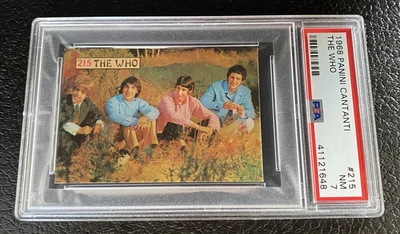 215 THE WHO
1968 PANINI CANTANTI
THE WHO
#215
NM
7
PSA
41121648